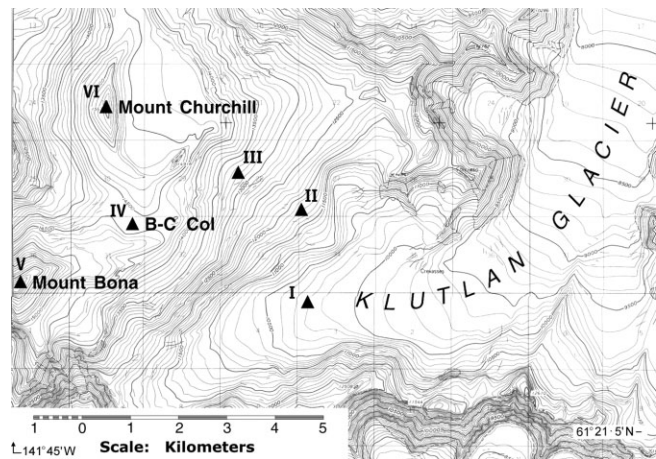 VI
Mount Churchill
III
IV
B-C Col
II
V
Mount Bona
I
KLUTLAN GLACIER
1 0 1 2 3 4 5
Scale: Kilometers
141°45'W
61°21·5'N